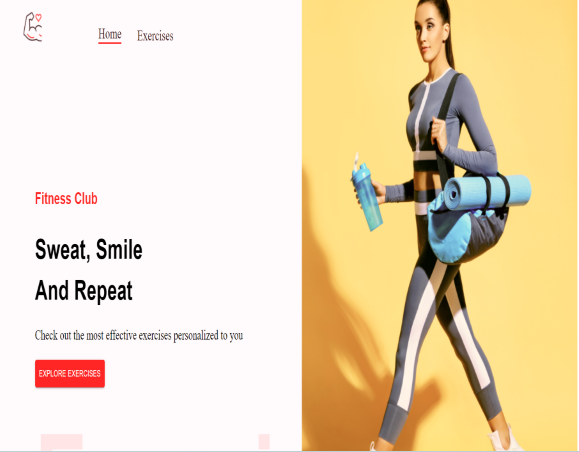 Home
Exercises
Fitness Club
Sweat, Smile
And Repeat
Check out the most effective exercises personalized to you
EXPLORE EXERCISES